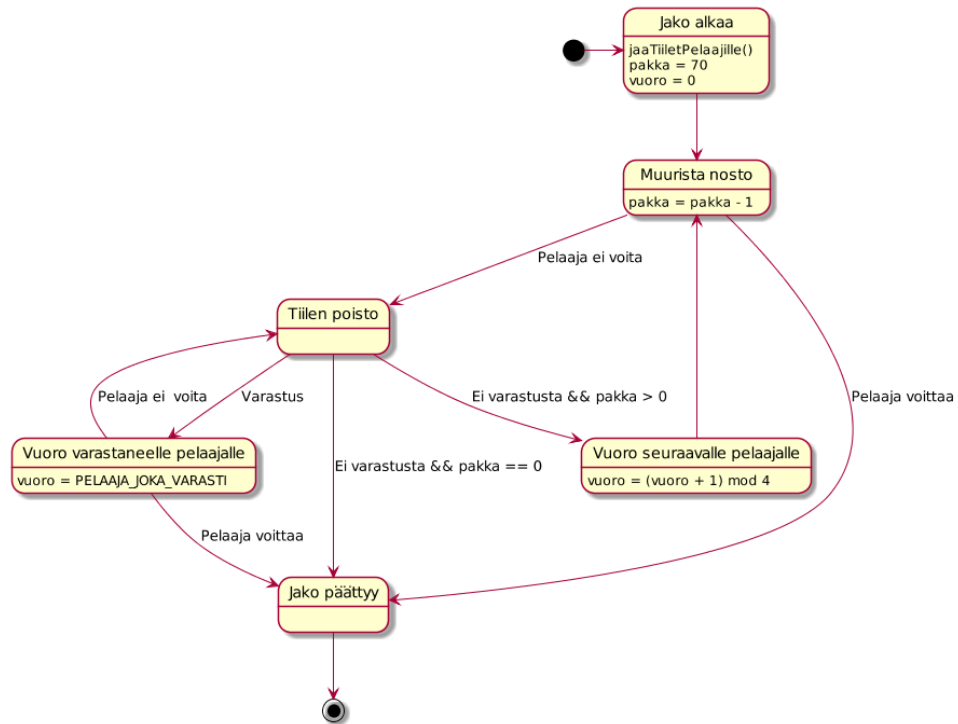 Jako alkaa
jaaTiiletPelaajille()
pakka = 70
vuoro = 0
Muurista nosto
pakka = pakka - 1
Pelaaja ei voita
Tiilen poisto
Pelaaja ei  voita
Varastus
Ei varastusta && pakka > 0
Pelaaja voittaa
Vuoro varastaneelle pelaajalle
vuoro = PELAAJA_JOKA_VARASTI
Ei varastusta && pakka == 0
Vuoro seuraavalle pelaajalle
vuoro = (vuoro + 1) mod 4
Pelaaja voittaa
Jako päättyy